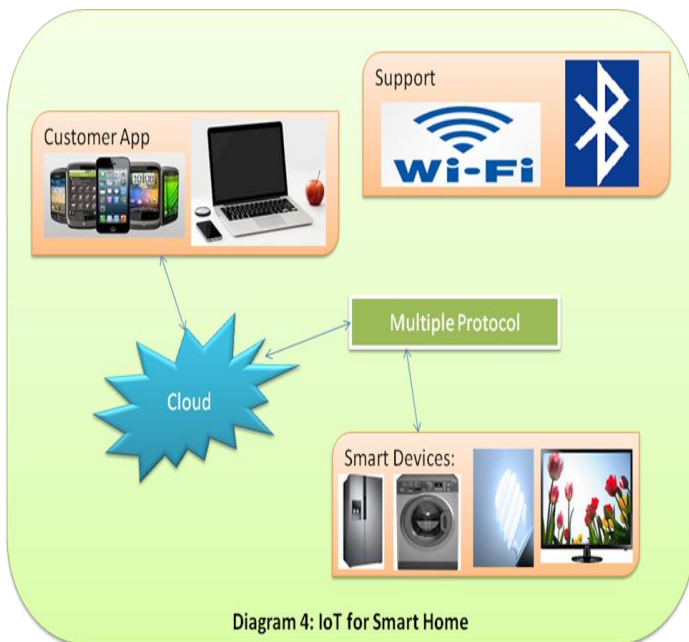 Support
Wi-Fi
Customer App
Multiple Protocol
Cloud
Smart Devices:
Diagram 4: IoT for Smart Home